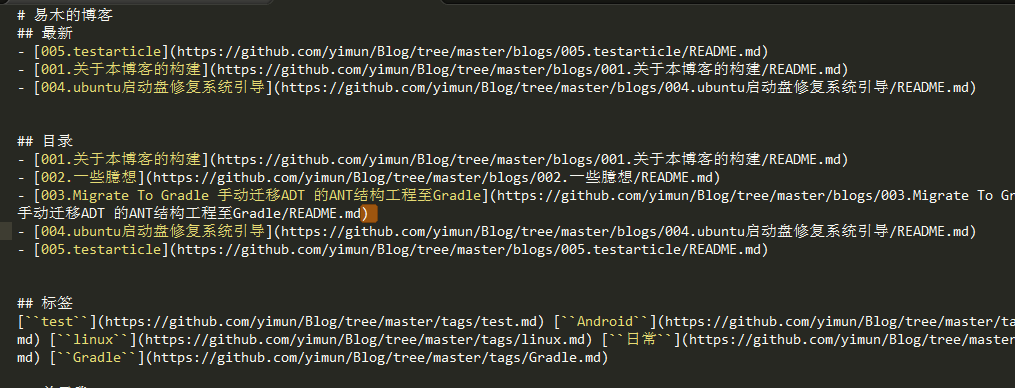 # 易木的博客
## 最新
- [005.testarticle](https://github.com/yimun/Blog/tree/master/blogs/005.testarticle/README.md)
- [001.关于本博客的构建](https://github.com/yimun/Blog/tree/master/blogs/001.关于本博客的构建/README.md)
- [004.ubuntu启动盘修复系统引导](https://github.com/yimun/Blog/tree/master/blogs/004.ubuntu启动盘修复系统引导/README.md)
## 目录
- [001.关于本博客的构建](https://github.com/yimun/Blog/tree/master/blogs/001.关于本博客的构建/README.md)
- [002.一些臆想](https://github.com/yimun/Blog/tree/master/blogs/002.一些臆想/README.md)
- [003.Migrate To Gradle 手动迁移ADT 的ANT结构工程至Gradle](https://github.com/yimun/Blog/tree/master/blogs/003.Migrate To Gr
手动迁移ADT 的ANT结构工程至Gradle/README.md)
- [004.ubuntu启动盘修复系统引导](https://github.com/yimun/Blog/tree/master/blogs/004.ubuntu启动盘修复系统引导/README.md)
- [005.testarticle](https://github.com/yimun/Blog/tree/master/blogs/005.testarticle/README.md)
## 标签
[``test``](https://github.com/yimun/Blog/tree/master/tags/test.md) [``Android``](https://github.com/yimun/Blog/tree/master/ta
md) [``linux``](https://github.com/yimun/Blog/tree/master/tags/linux.md) [``日常``](https://github.com/yimun/Blog/tree/master
md) [``Gradle``](https://github.com/yimun/Blog/tree/master/tags/Gradle.md)